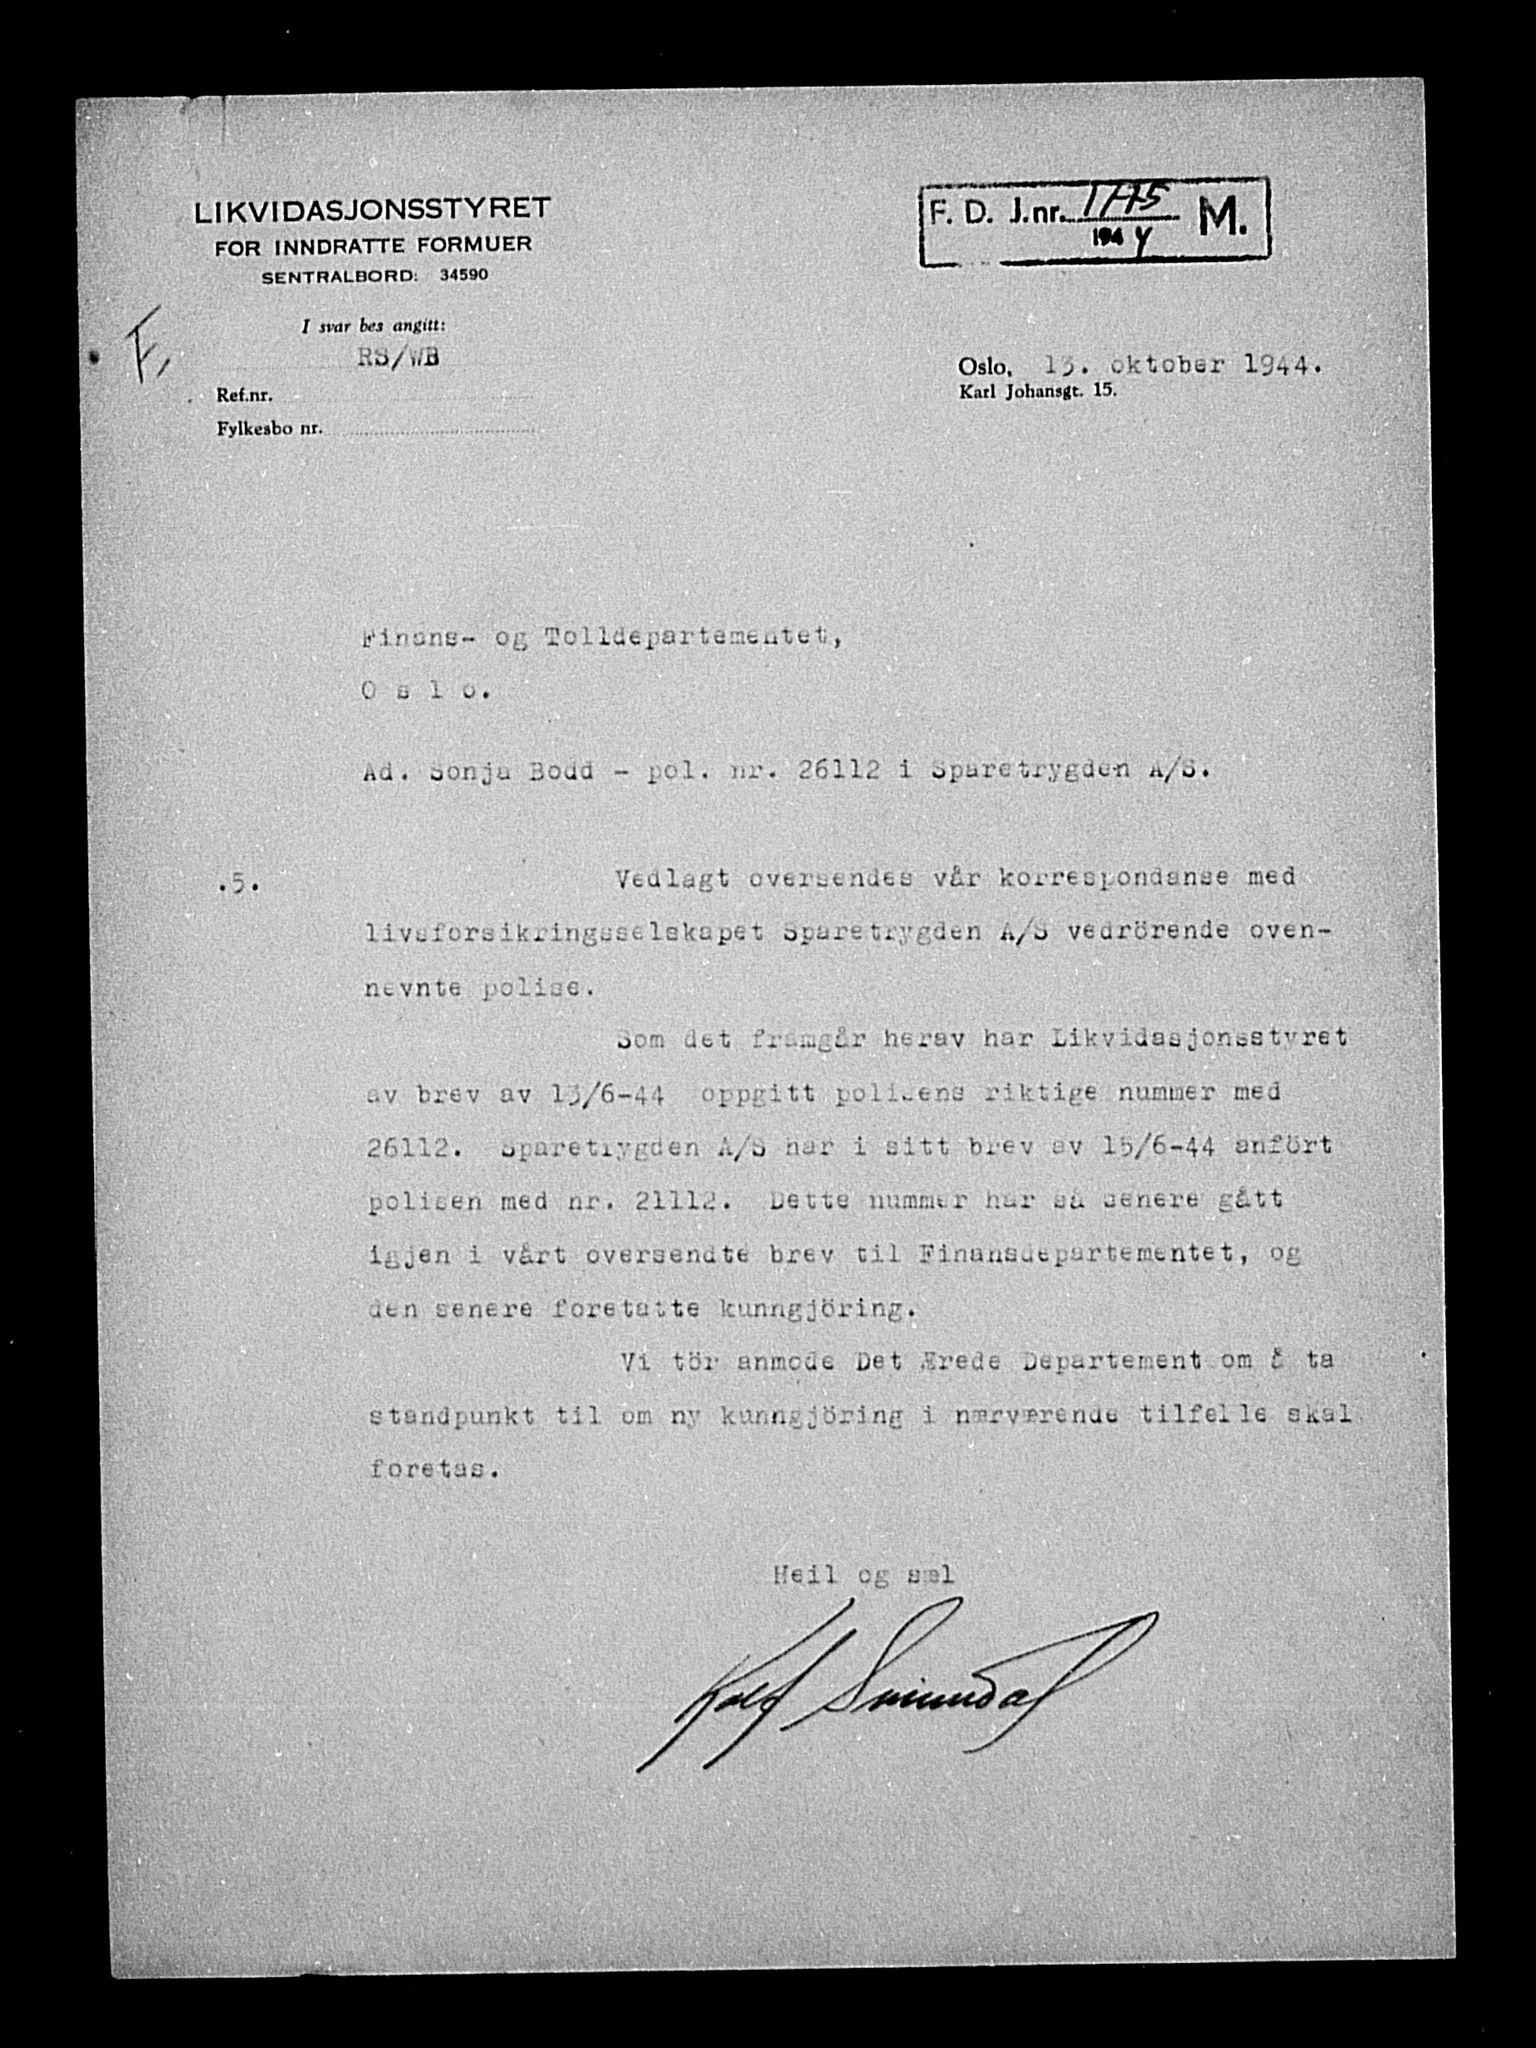 LIKVIDASJONSSTYRET
FOR INNDRATTE FORMUER
SENTRALBORD: 34590
F. D. J.nr. M.
1944
I svar bes angitt:
RS/WB
F,
Ref.nr.
Fylkesbo nr.
Oslo, 13. oktober 1944.
Karl Johansgt. 15.
Finans- og Tolldepartementet,
O s l o.
Ad. Sonja Bodd - pol. nr. 26112 i Sparetrygden A/S.
.5. Vedlagt oversendes vår korrespondanse med
livsforsikringsselskapet Sparetrygden A/S vedrörende oven-
nevnte polise.
Som det framgår herav har Likvidasjonsstyret
av brev av 13/6-44 oppgitt polisens riktige nummer med
26112. Sparetrygden A/S har i sitt brev av 15/6-44 anfört
polisen med nr. 21112. Dette nummer har så senere gått
igjen i vårt oversendte brev til Finansdepartementet, og
den senere foretatte kunngjöring.
Vi tör anmode Det Ærede Departement om å ta
standpunkt til om ny kunngjöring i nærværende tilfelle skal
foretas.
Heil og sæl
Rolf